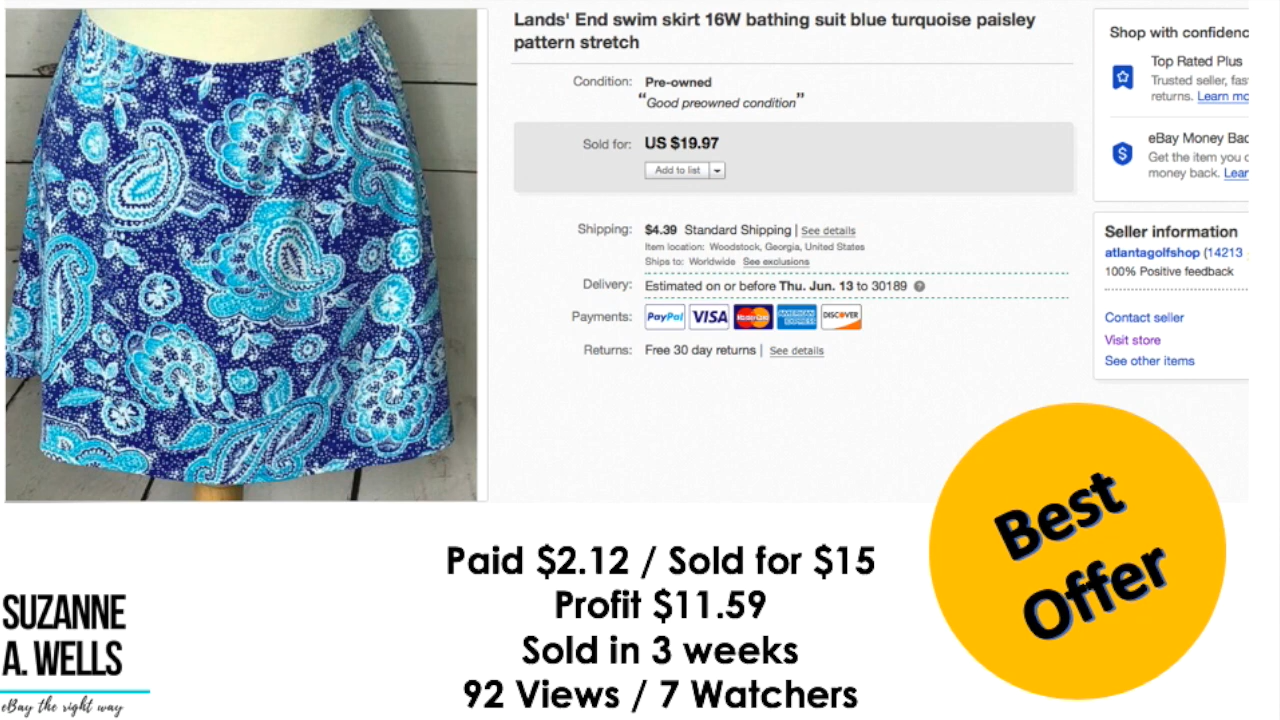 Lands' End swim skirt 16W bathing suit blue turquoise paisley
pattern stretch
Condition: Pre-owned
“Good preowned condition”
Sold for: US $19.97
Add to list
Shipping: $4.39 Standard Shipping | See details
Item location: Woodstock, Georgia, United States
Ships to: Worldwide See exclusions
Delivery: Estimated on or before Thu. Jun. 13 to 30189 ?
Payments: PayPal VISA MasterCard AMERICAN EXPRESS DISCOVER
Returns: Free 30 day returns | See details
Shop with confidenc
Top Rated Plus
Trusted seller, fas
returns. Learn mo
$
eBay Money Bac
Get the item you o
money back. Lear
Seller information
atlantagolfshop (14213
100% Positive feedback
Contact seller
Visit store
See other items
Best
Offer
Paid $2.12 / Sold for $15
Profit $11.59
Sold in 3 weeks
92 Views / 7 Watchers
SUZANNE
A. WELLS
eBay the right way